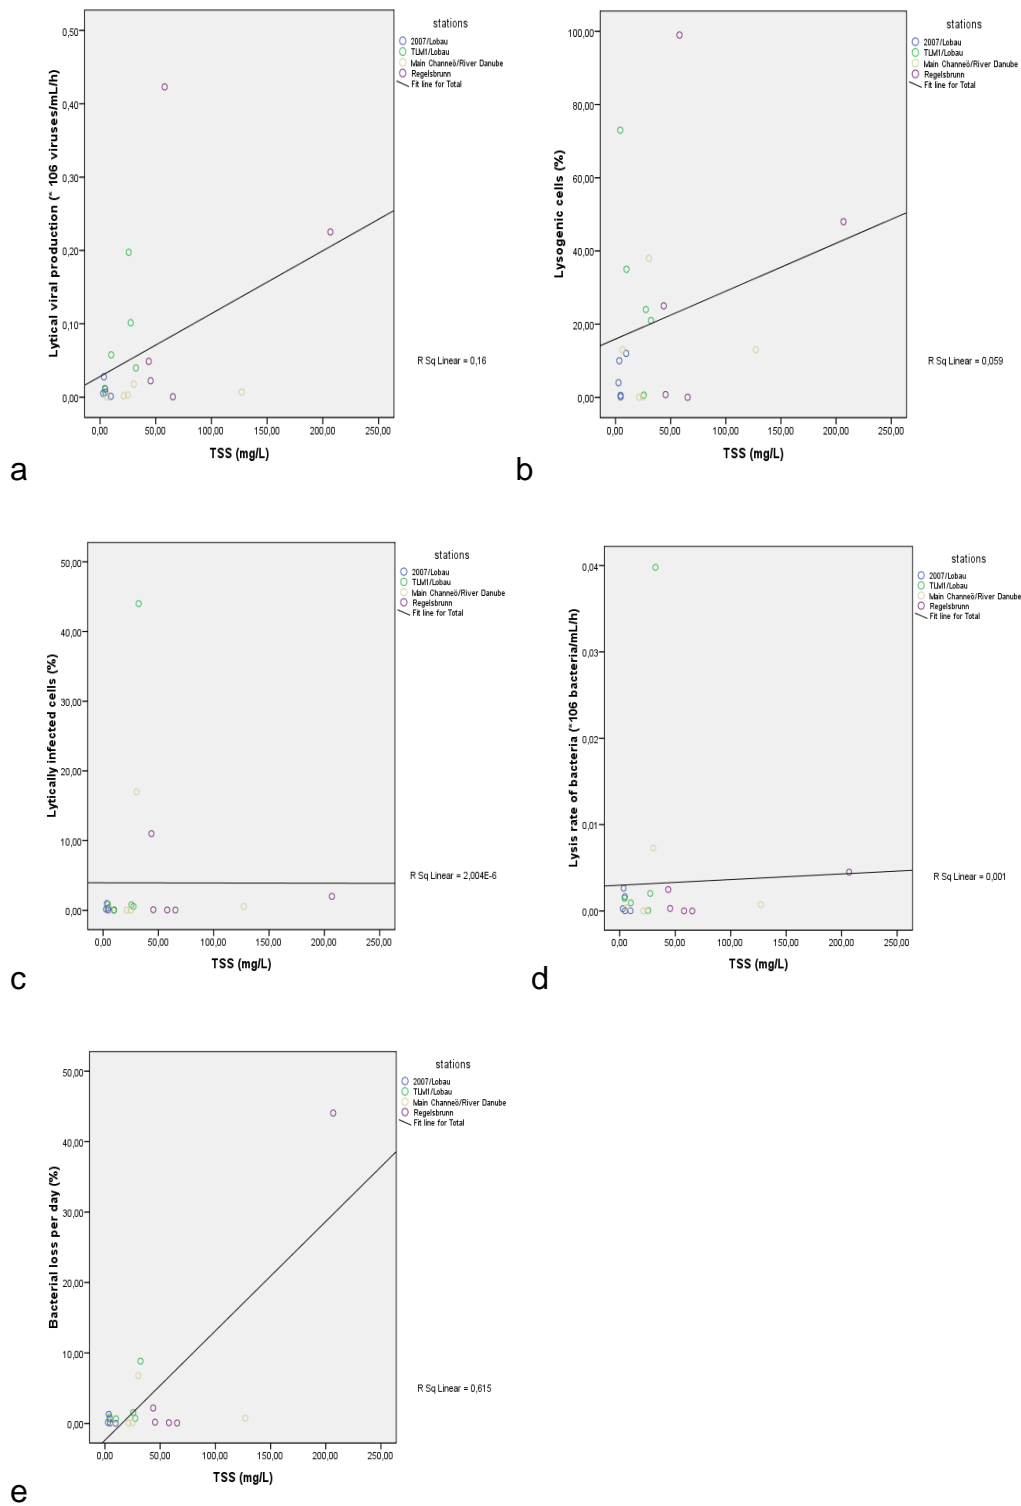 stations
2007/Lobau
TLM1/Lobau
Main Channeö/River Danube
Regelsbrunn
Fit line for Total
Lytical viral production (* 106 viruses/mL/h)
0,50
0,40
0,30
0,20
0,10
0,00
R Sq Linear = 0,16
0,00 50,00 100,00 150,00 200,00 250,00
TSS (mg/L)
a
stations
2007/Lobau
TLM1/Lobau
Main Channeö/River Danube
Regelsbrunn
Fit line for Total
Lysogenic cells (%)
100,00
80,00
60,00
40,00
20,00
0,00
R Sq Linear = 0,059
0,00 50,00 100,00 150,00 200,00 250,00
TSS (mg/L)
b
stations
2007/Lobau
TLM1/Lobau
Main Channeö/River Danube
Regelsbrunn
Fit line for Total
Lytically infected cells (%)
50,00
40,00
30,00
20,00
10,00
0,00
R Sq Linear = 2,004E-6
0,00 50,00 100,00 150,00 200,00 250,00
TSS (mg/L)
c
stations
2007/Lobau
TLM1/Lobau
Main Channeö/River Danube
Regelsbrunn
Fit line for Total
Lysis rate of bacteria (*106 bacteria/mL/h)
0,04
0,03
0,02
0,01
0,00
R Sq Linear = 0,001
0,00 50,00 100,00 150,00 200,00 250,00
TSS (mg/L)
d
stations
2007/Lobau
TLM1/Lobau
Main Channeö/River Danube
Regelsbrunn
Fit line for Total
Bacterial loss per day (%)
50,00
40,00
30,00
20,00
10,00
0,00
R Sq Linear = 0,615
0,00 50,00 100,00 150,00 200,00 250,00
TSS (mg/L)
e